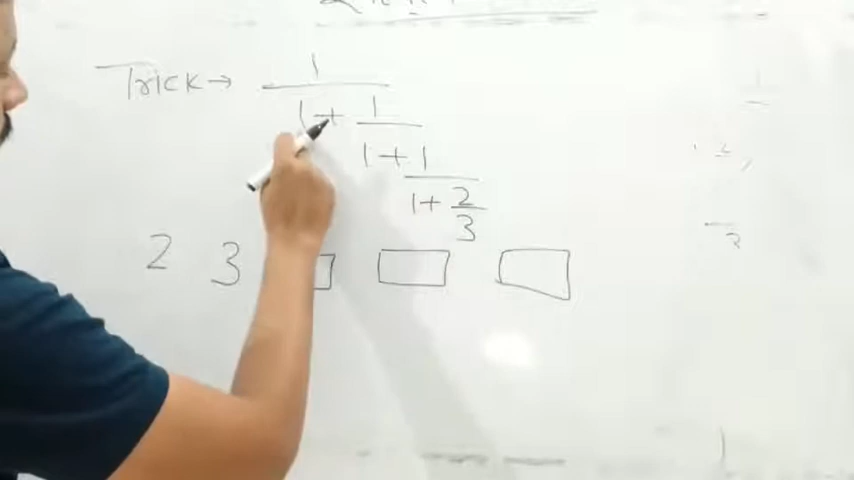 Trick → 1
1 + 1
1 + 1
1 + 2
3
2 3